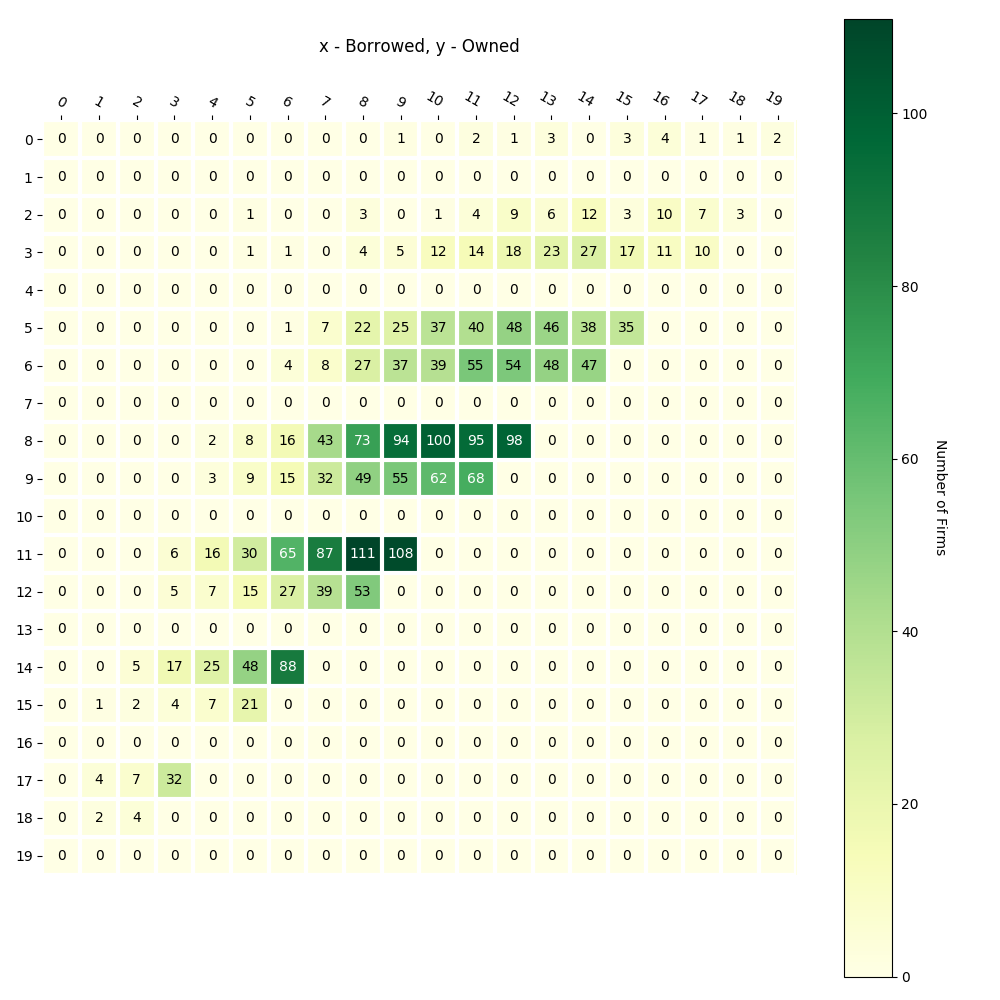 x - Borrowed, y - Owned
0 1 2 3 4 5 6 7 8 9 10 11 12 13 14 15 16 17 18 19
0 0 0 0 0 0 0 0 0 0 1 0 2 1 3 0 3 4 1 1 2
1 0 0 0 0 0 0 0 0 0 0 0 0 0 0 0 0 0 0 0 0
2 0 0 0 0 0 1 0 0 3 0 1 4 9 6 12 3 10 7 3 0
3 0 0 0 0 0 1 1 0 4 5 12 14 18 23 27 17 11 10 0 0
4 0 0 0 0 0 0 0 0 0 0 0 0 0 0 0 0 0 0 0 0
5 0 0 0 0 0 0 1 7 22 25 37 40 48 46 38 35 0 0 0 0
6 0 0 0 0 0 0 4 8 27 37 39 55 54 48 47 0 0 0 0 0
7 0 0 0 0 0 0 0 0 0 0 0 0 0 0 0 0 0 0 0 0
8 0 0 0 0 2 8 16 43 73 94 100 95 98 0 0 0 0 0 0 0
9 0 0 0 0 3 9 15 32 49 55 62 68 0 0 0 0 0 0 0 0
10 0 0 0 0 0 0 0 0 0 0 0 0 0 0 0 0 0 0 0 0
11 0 0 0 6 16 30 65 87 111 108 0 0 0 0 0 0 0 0 0 0
12 0 0 0 5 7 15 27 39 53 0 0 0 0 0 0 0 0 0 0 0
13 0 0 0 0 0 0 0 0 0 0 0 0 0 0 0 0 0 0 0 0
14 0 0 5 17 25 48 88 0 0 0 0 0 0 0 0 0 0 0 0 0
15 0 1 2 4 7 21 0 0 0 0 0 0 0 0 0 0 0 0 0 0
16 0 0 0 0 0 0 0 0 0 0 0 0 0 0 0 0 0 0 0 0
17 0 4 7 32 0 0 0 0 0 0 0 0 0 0 0 0 0 0 0 0
18 0 2 4 0 0 0 0 0 0 0 0 0 0 0 0 0 0 0 0 0
19 0 0 0 0 0 0 0 0 0 0 0 0 0 0 0 0 0 0 0 0
100
80
60
40
20
0
Number of Firms